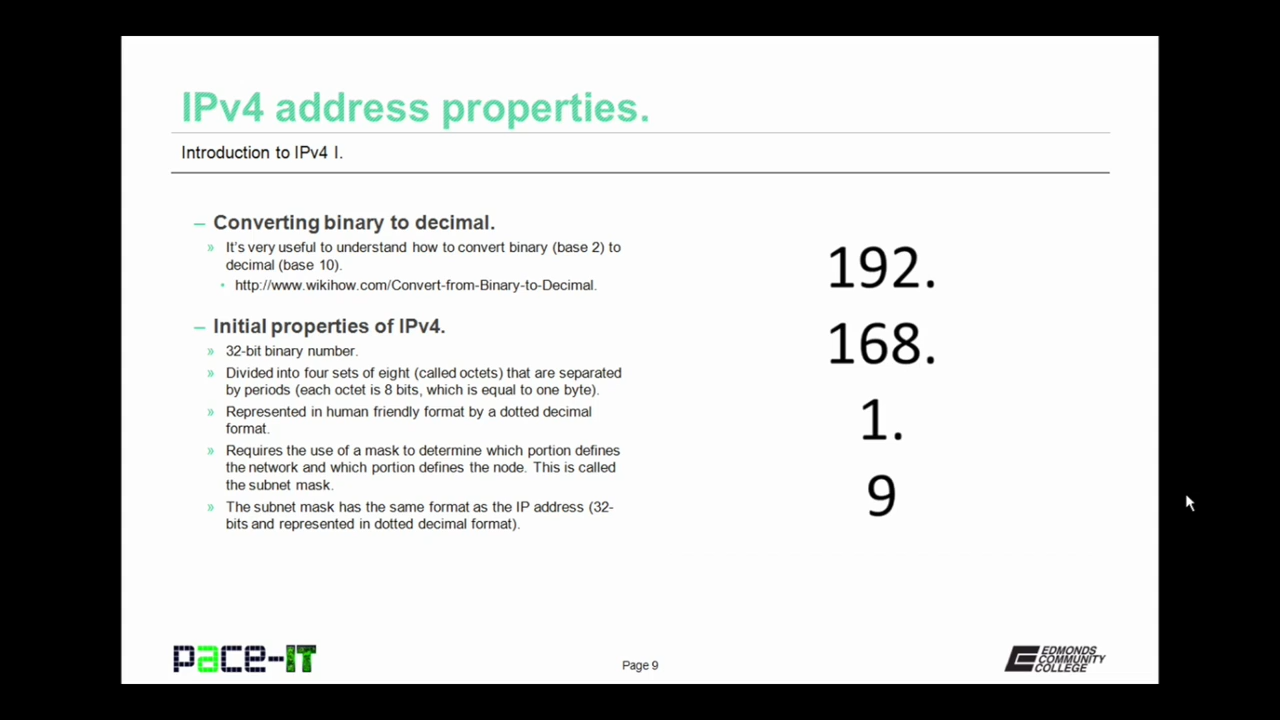 IPv4 address properties.
Introduction to IPv4 I.
– Converting binary to decimal.
» It's very useful to understand how to convert binary (base 2) to
decimal (base 10).
• http://www.wikihow.com/Convert-from-Binary-to-Decimal.
– Initial properties of IPv4.
» 32-bit binary number.
» Divided into four sets of eight (called octets) that are separated
by periods (each octet is 8 bits, which is equal to one byte).
» Represented in human friendly format by a dotted decimal
format.
» Requires the use of a mask to determine which portion defines
the network and which portion defines the node. This is called
the subnet mask.
» The subnet mask has the same format as the IP address (32-
bits and represented in dotted decimal format).
192.
168.
1.
9
pace-IT
Page 9
EDMONDS
COMMUNITY
COLLEGE